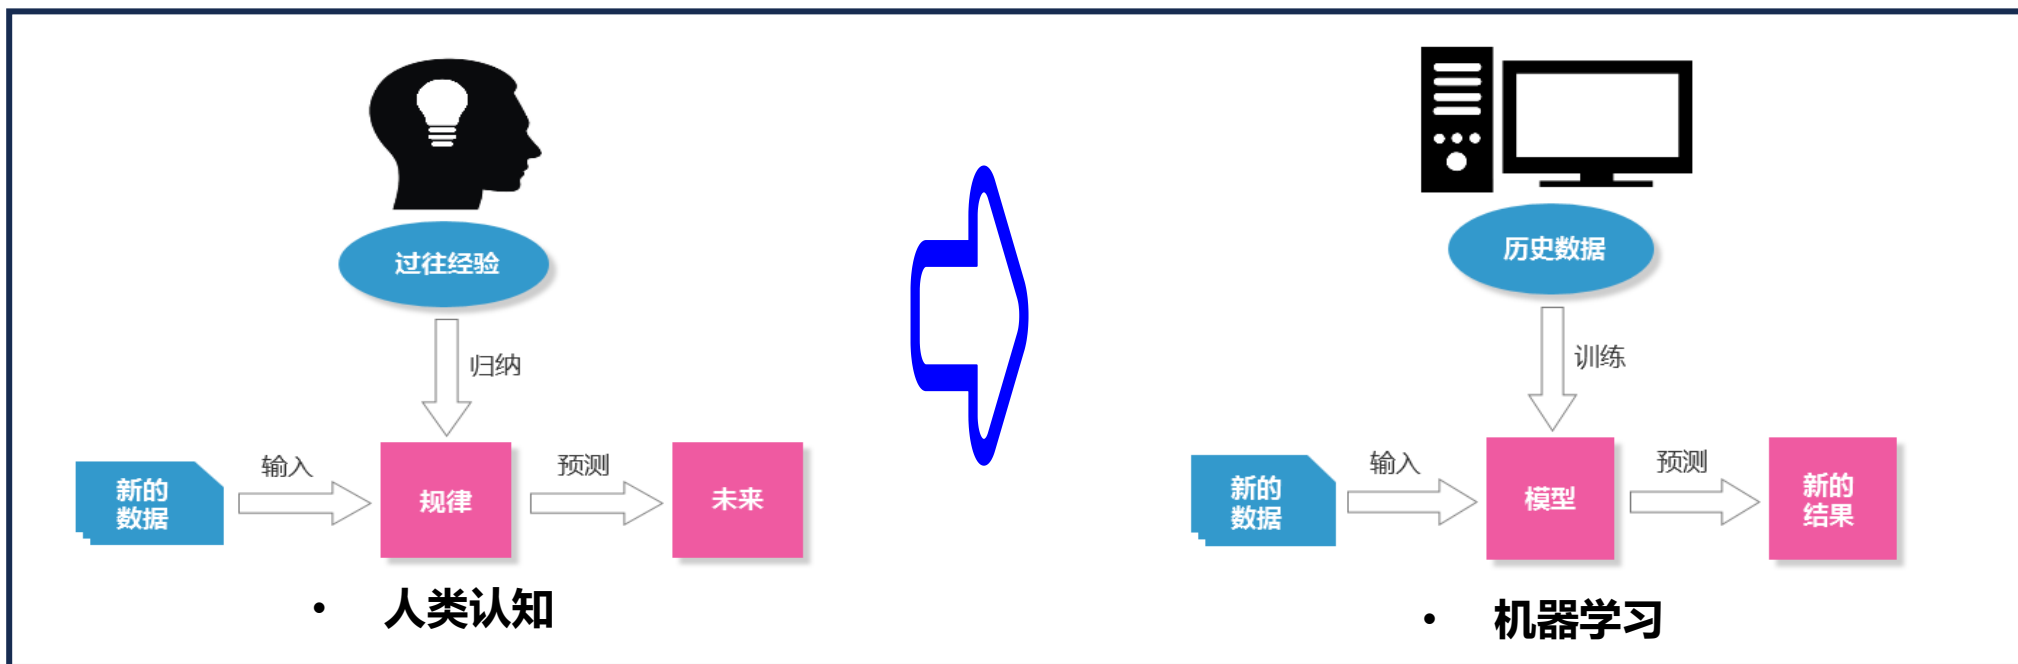 过往经验
归纳
新的
数据
输入
规律
预测
未来
• 人类认知
历史数据
训练
新的
数据
输入
模型
预测
新的
结果
• 机器学习